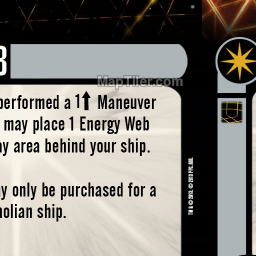 performed a 1⬆ Maneuver
may place 1 Energy Web
area behind your ship.
only be purchased for a
ship.
MapTiler.com